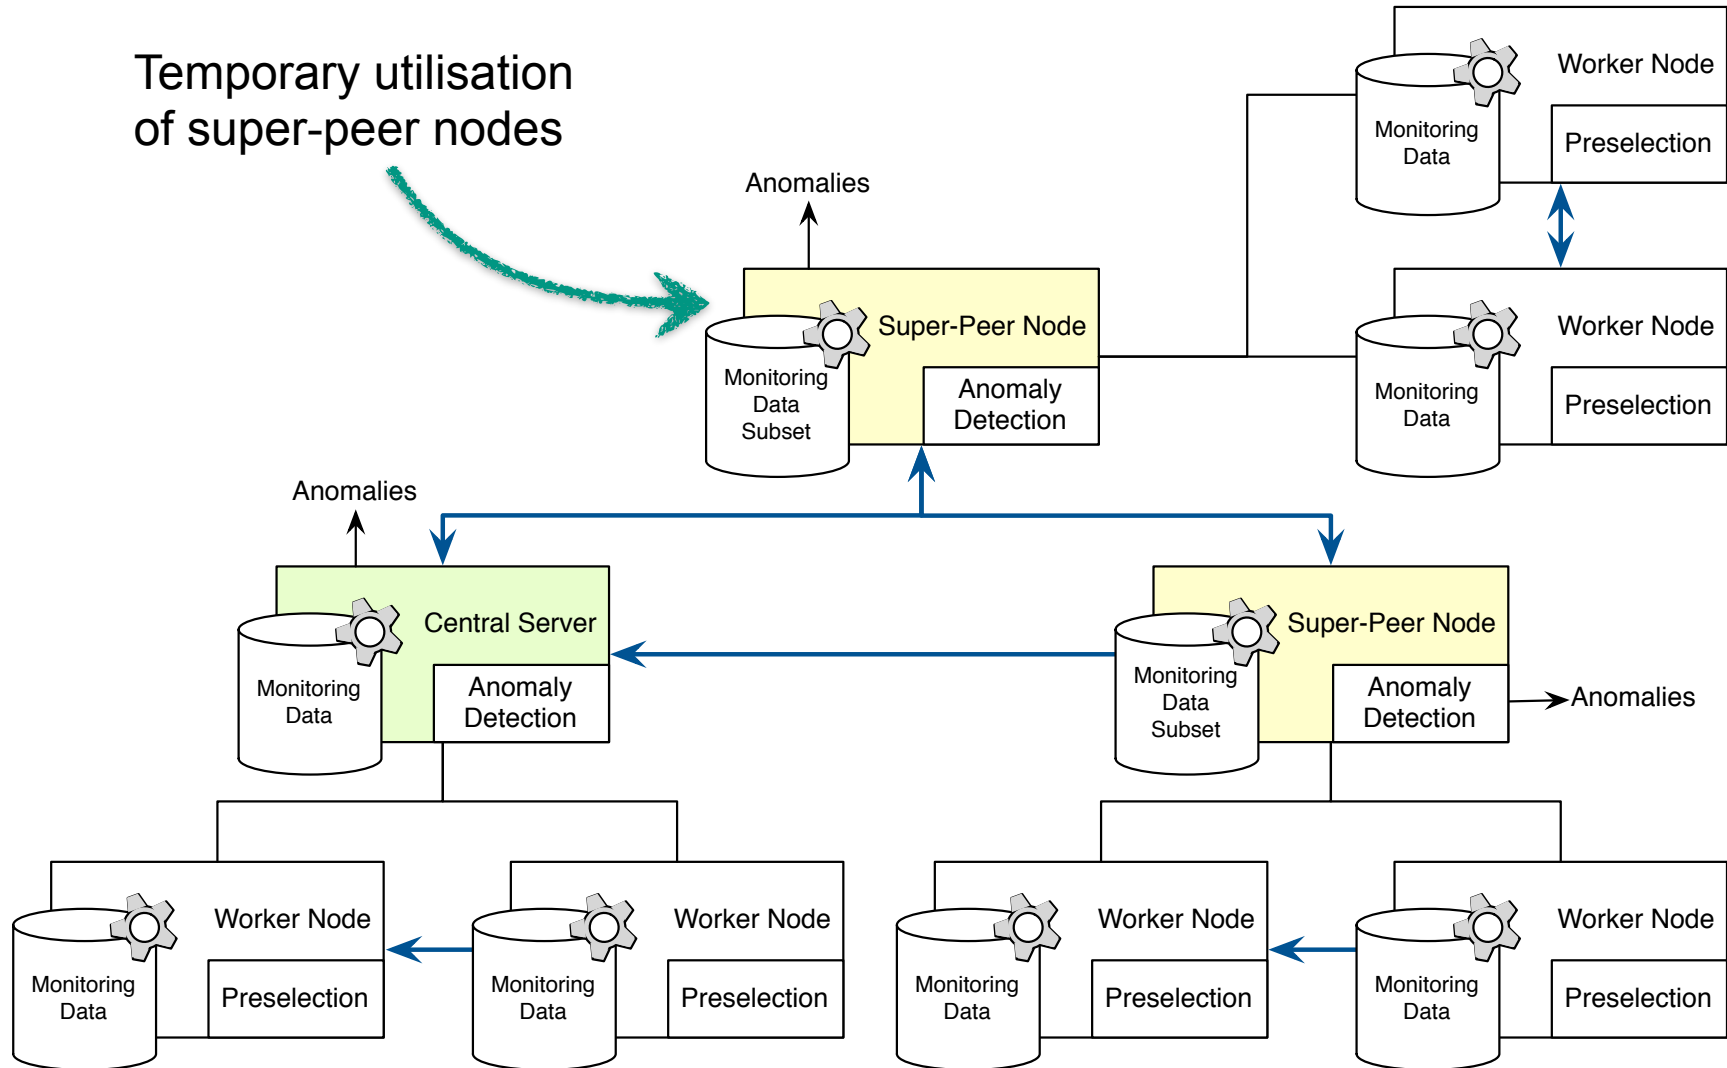 Temporary utilisation
of super-peer nodes
Worker Node
Monitoring
Data
Preselection
Anomalies
Super-Peer Node
Monitoring
Data
Subset
Anomaly
Detection
Worker Node
Monitoring
Data
Preselection
Anomalies
Central Server
Monitoring
Data
Anomaly
Detection
Super-Peer Node
Monitoring
Data
Subset
Anomaly
Detection
Anomalies
Worker Node
Monitoring
Data
Preselection
Worker Node
Monitoring
Data
Preselection
Worker Node
Monitoring
Data
Preselection
Worker Node
Monitoring
Data
Preselection